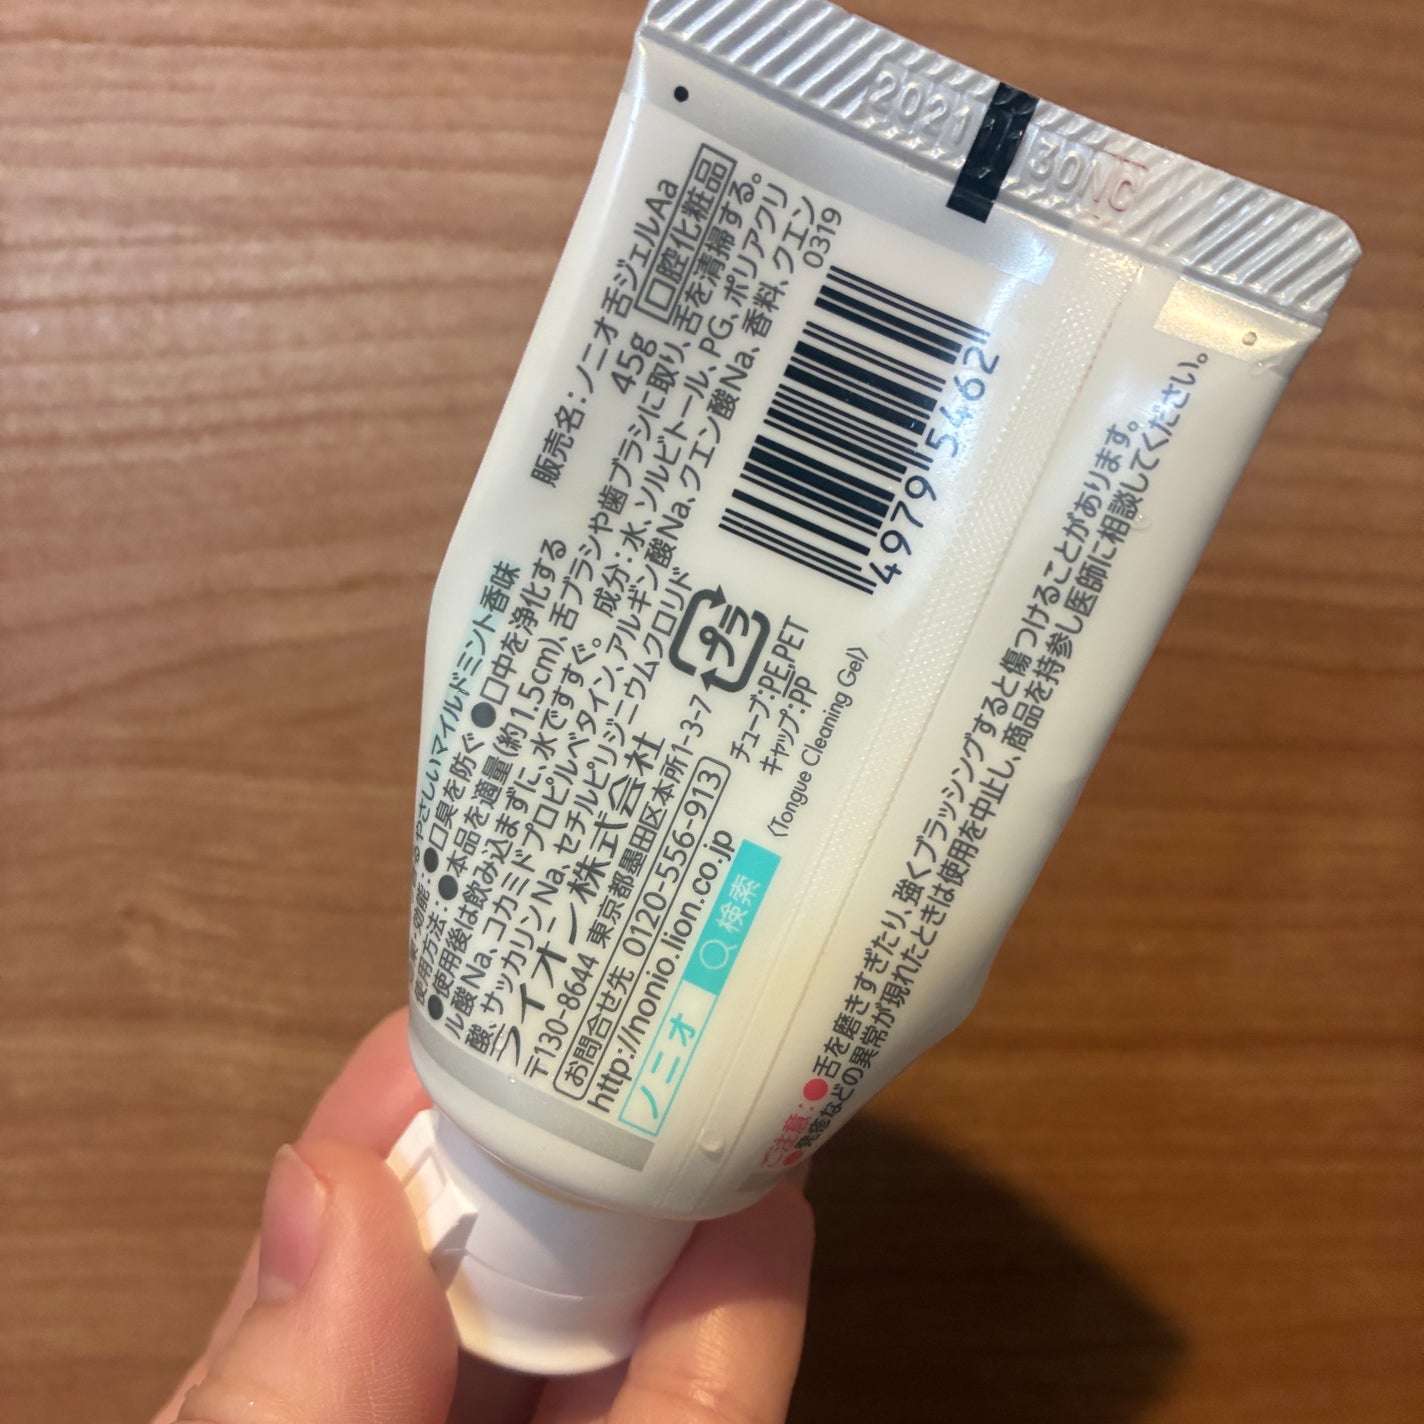 2021
30NC
販売名:ノニオ舌ジェルAa
やさしいマイルドミント香味 45g 口腔化粧品
効能:●口臭を防ぐ ●口中を浄化する
使用方法:●本品を適量(約1.5cm)、舌ブラシや歯ブラシに取り、舌を清掃する。
●使用後は飲み込まずに、水ですすぐ。 成分:水、ソルビトール、PG、ポリアクリ
ル酸Na、コカミドプロピルベタイン、アルギン酸Na、クエン酸Na、香料、クエン
酸、サッカリンNa、セチルピリジニウムクロリド 0319
ライオン株式会社
〒130-8644 東京都墨田区本所1-3-7
お問合せ先 0120-556-913
http://nonio.lion.co.jp
ノニオ 検索
プラ
チューブ:PE,PET
キャップ:PP
《Tongue Cleaning Gel》
4979 5462
ご注意:●舌を磨きすぎたり、強くブラッシングすると傷つけることがあります。
●発疹などの異常が現れたときは使用を中止し、商品を持参し医師に相談してください。